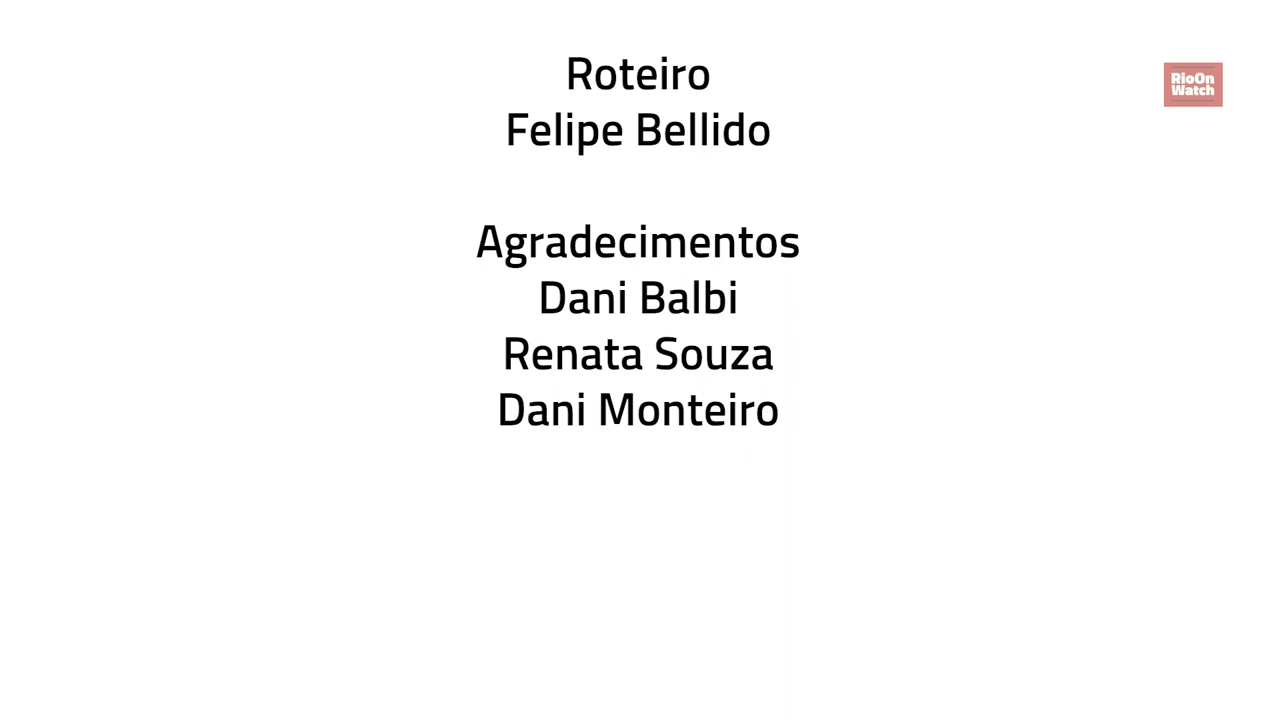 Roteiro
Felipe Bellido
Agradecimentos
Dani Balbi
Renata Souza
Dani Monteiro
RioOn
Watch